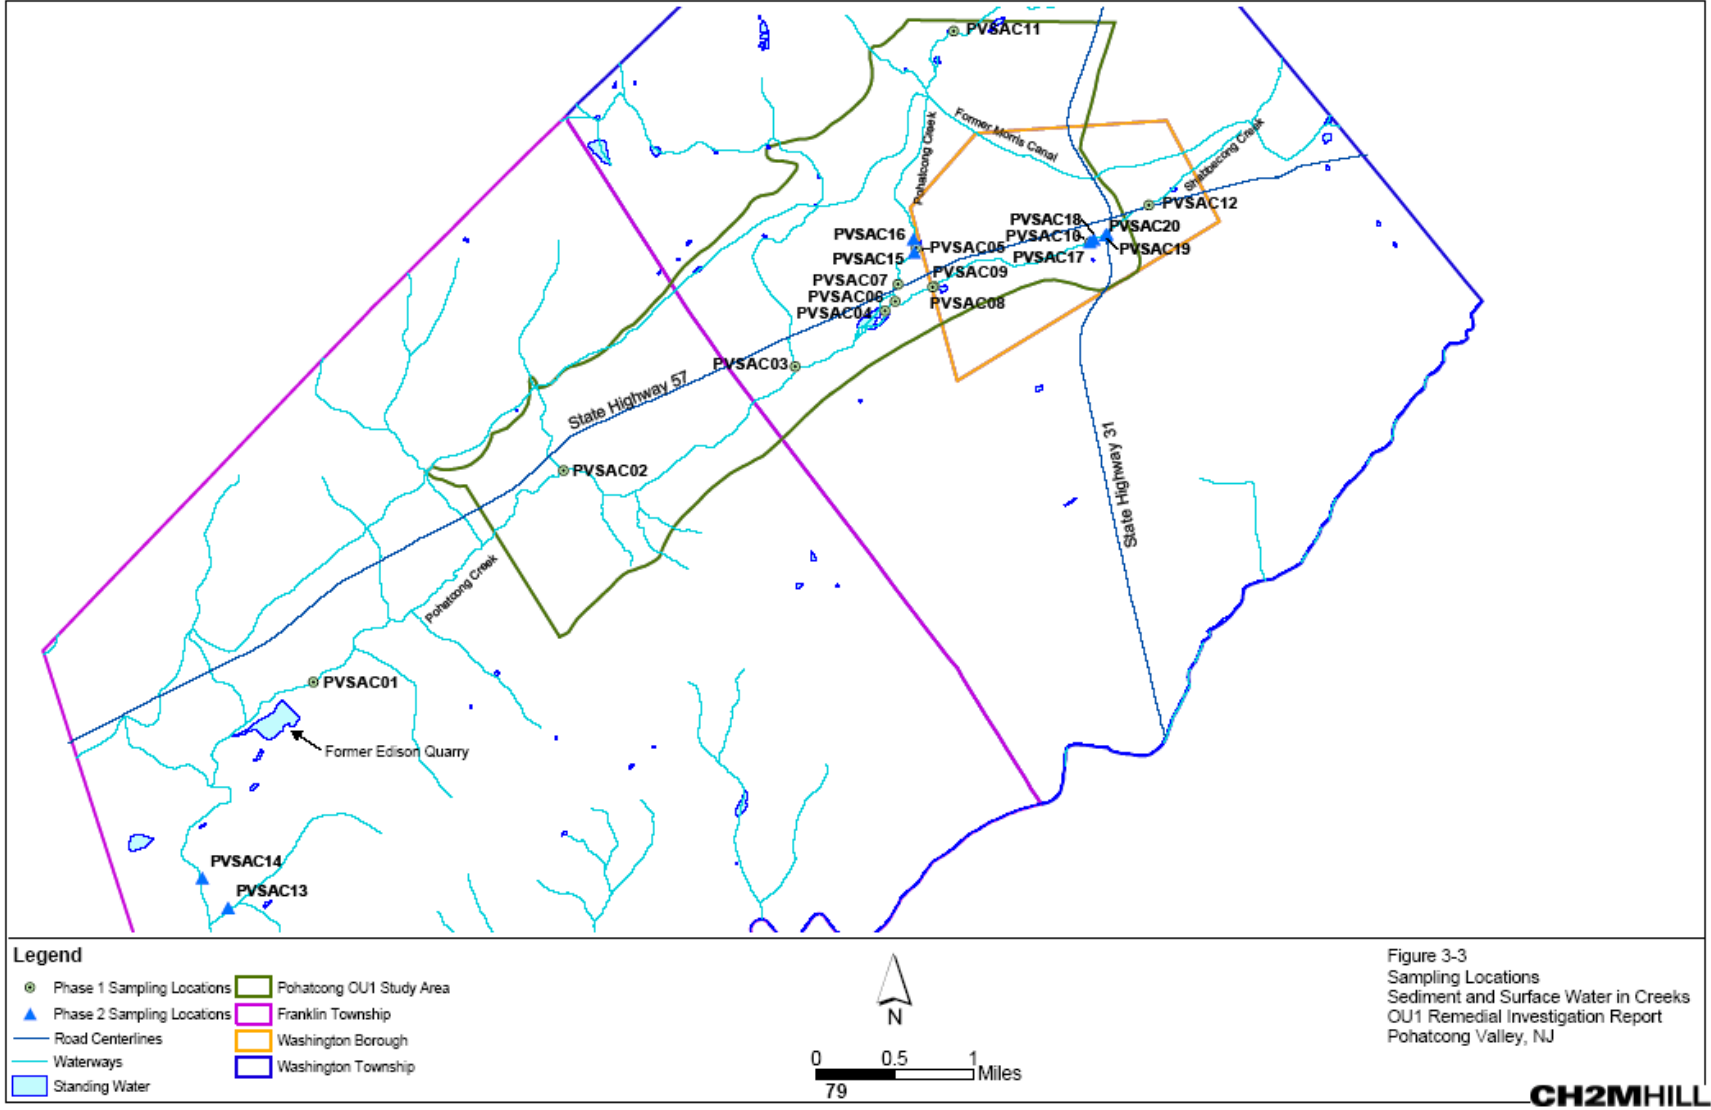 PVSAC11
Former Morris Canal
Pohatcong Creek
Shabbecong Creek
PVSAC12
PVSAC18
PVSAC20
PVSAC16
PVSAC10
PVSAC05
PVSAC19
PVSAC15
PVSAC17
PVSAC09
PVSAC07
PVSAC06
PVSAC08
PVSAC04
PVSAC03
State Highway 57
State Highway 31
PVSAC02
Pohatcong Creek
PVSAC01
Former Edison Quarry
PVSAC14
PVSAC13
Legend
Phase 1 Sampling Locations
Phase 2 Sampling Locations
Road Centerlines
Waterways
Standing Water
Pohatcong OU1 Study Area
Franklin Township
Washington Borough
Washington Township
N
0 0.5 1
Miles
79
Figure 3-3
Sampling Locations
Sediment and Surface Water in Creeks
OU1 Remedial Investigation Report
Pohatcong Valley, NJ
CH2MHILL